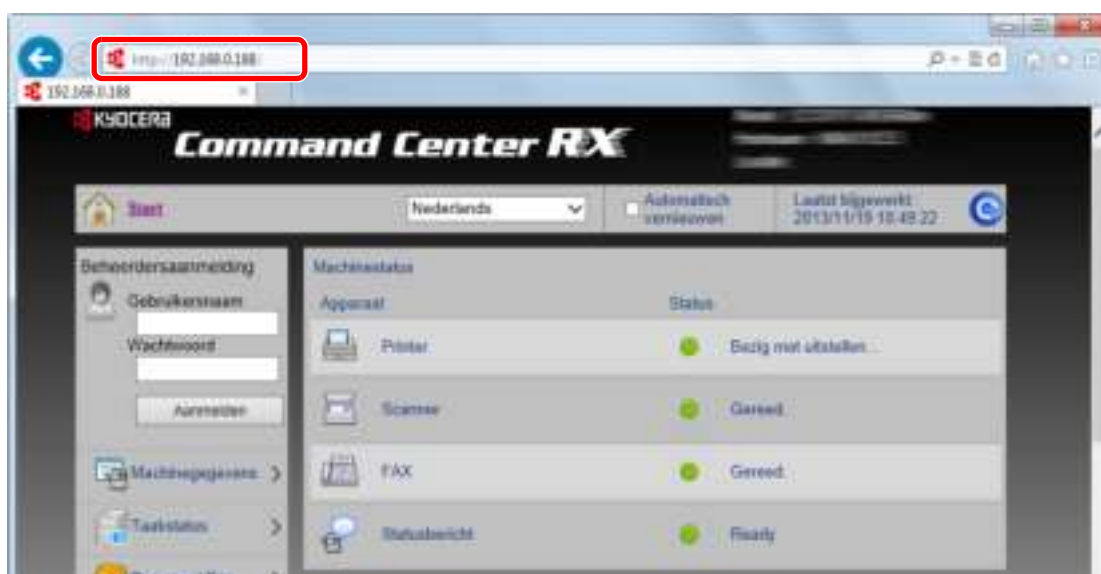 http://192.168.0.188/
192.168.0.188
KYOCERA
Command Center RX
Start
Nederlands
Automatisch vernieuwen
Laatst bijgewerkt
2013/11/19 18:49:22
Beheerdersaanmelding
Gebruikersnaam
Wachtwoord
Aanmelden
Machinegegevens
Taakstatus
Machinestatus
Apparaat Status
Printer Bezig met uitstellen...
Scanner Gereed.
FAX Gereed.
Statusbericht Ready